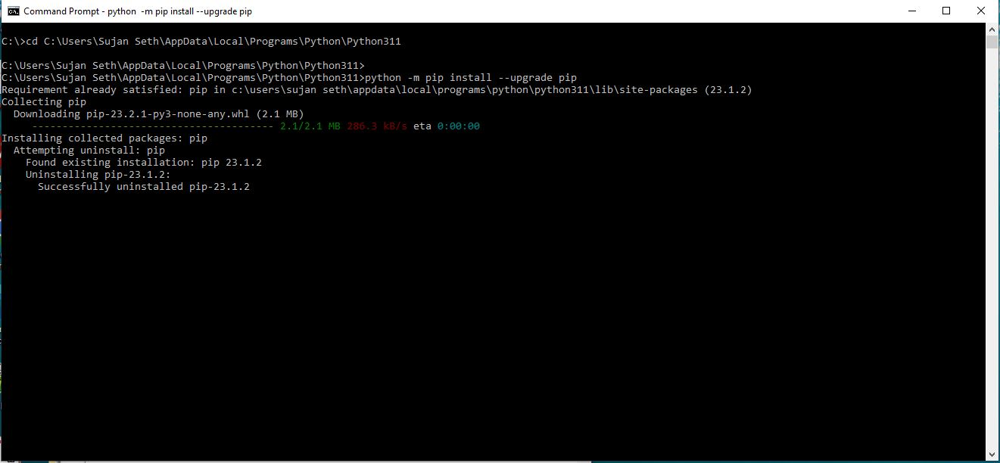 Command Prompt - python  -m pip install --upgrade pip
C:\>cd C:\Users\Sujan Seth\AppData\Local\Programs\Python\Python311
C:\Users\Sujan Seth\AppData\Local\Programs\Python\Python311>
C:\Users\Sujan Seth\AppData\Local\Programs\Python\Python311>python -m pip install --upgrade pip
Requirement already satisfied: pip in c:\users\sujan seth\appdata\local\programs\python\python311\lib\site-packages (23.1.2)
Collecting pip
  Downloading pip-23.2.1-py3-none-any.whl (2.1 MB)
     ---------------------------------------- 2.1/2.1 MB 286.3 kB/s eta 0:00:00
Installing collected packages: pip
  Attempting uninstall: pip
    Found existing installation: pip 23.1.2
    Uninstalling pip-23.1.2:
      Successfully uninstalled pip-23.1.2